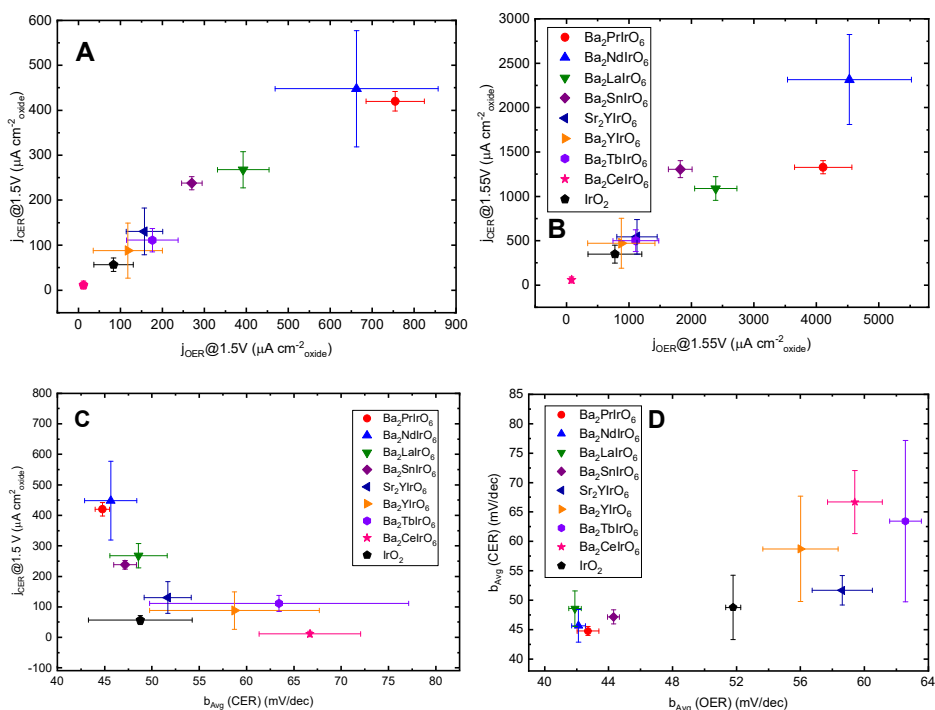 A
j_CER@1.5V (μA cm⁻²_oxide)
500
400
300
200
100
0
0 100 200 300 400 500 600 700 800 900
j_OER@1.5V (μA cm⁻²_oxide)
B
j_CER@1.55V (μA cm⁻²_oxide)
3000
2500
2000
1500
1000
500
0
Ba₂PrIrO₆
Ba₂NdIrO₆
Ba₂LaIrO₆
Ba₂SnIrO₆
Sr₂YIrO₆
Ba₂YIrO₆
Ba₂TbIrO₆
Ba₂CeIrO₆
IrO₂
0 1000 2000 3000 4000 5000
j_OER@1.55V (μA cm⁻²_oxide)
C
j_CER@1.5 V (μA cm⁻²_oxide)
800
700
600
500
400
300
200
100
0
-100
Ba₂PrIrO₆
Ba₂NdIrO₆
Ba₂LaIrO₆
Ba₂SnIrO₆
Sr₂YIrO₆
Ba₂YIrO₆
Ba₂TbIrO₆
Ba₂CeIrO₆
IrO₂
40 45 50 55 60 65 70 75 80
b_Avg (CER) (mV/dec)
D
b_Avg (CER) (mV/dec)
85
80
75
70
65
60
55
50
45
40
Ba₂PrIrO₆
Ba₂NdIrO₆
Ba₂LaIrO₆
Ba₂SnIrO₆
Sr₂YIrO₆
Ba₂YIrO₆
Ba₂TbIrO₆
Ba₂CeIrO₆
IrO₂
40 44 48 52 56 60 64
b_Avg (OER) (mV/dec)